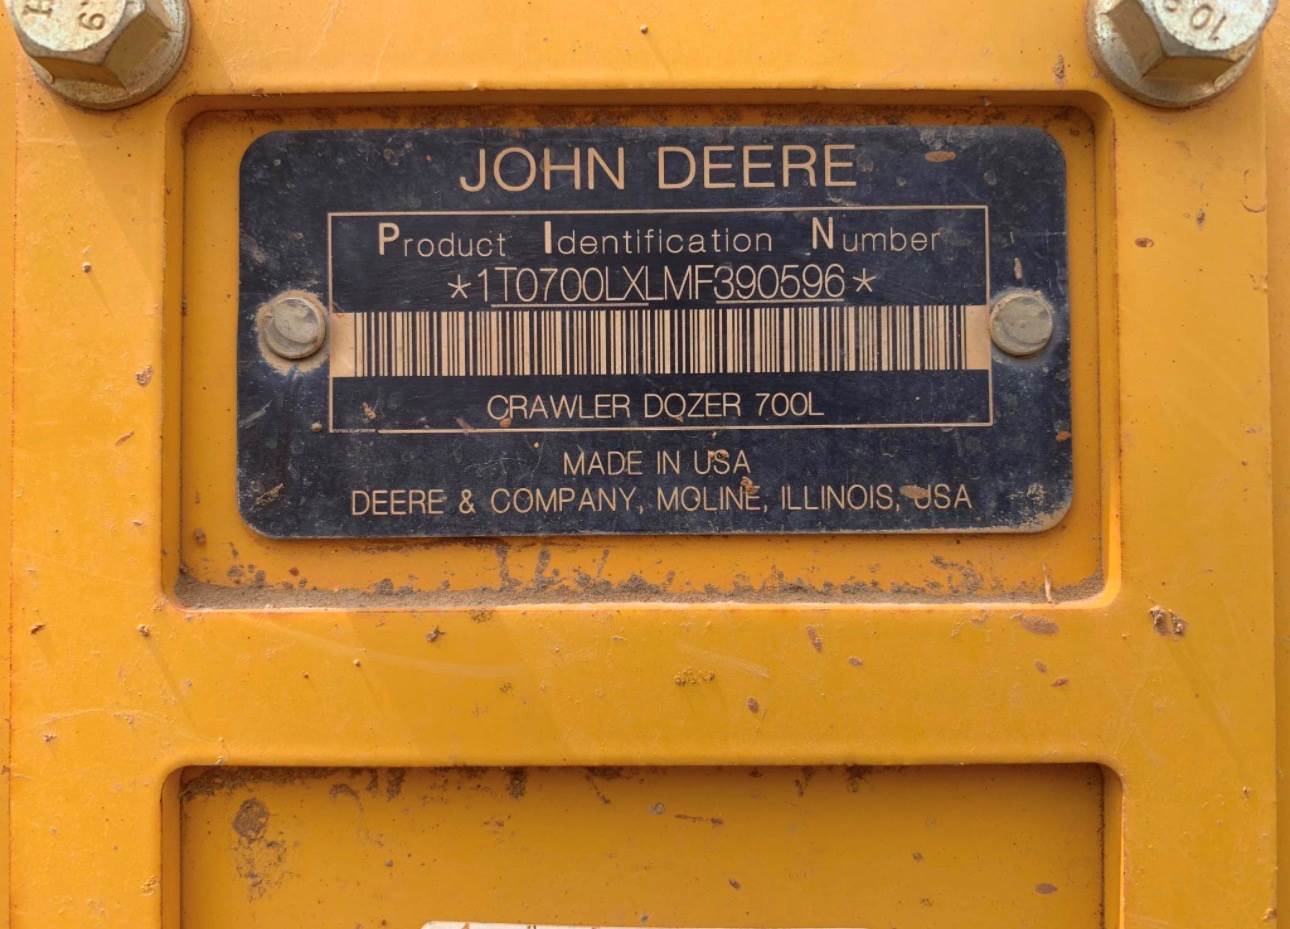 JOHN DEERE
Product Identification Number
*1T0700LXLMF390596*
CRAWLER DOZER 700L
MADE IN USA
DEERE & COMPANY, MOLINE, ILLINOIS, USA